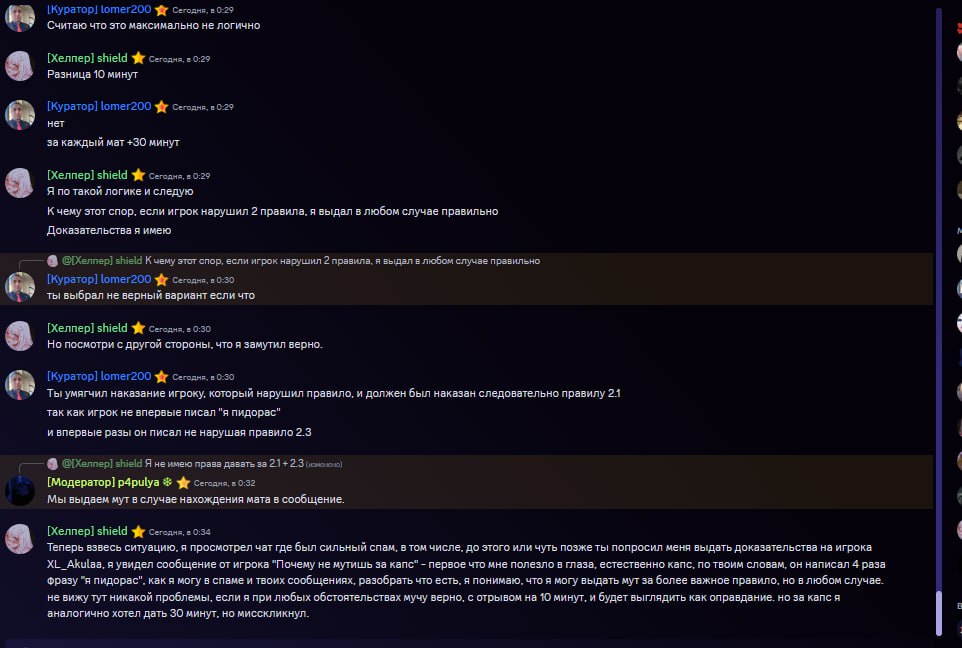 [Куратор] lomer200 Сегодня, в 0:29
Считаю что это максимально не логично
[Хелпер] shield Сегодня, в 0:29
Разница 10 минут
[Куратор] lomer200 Сегодня, в 0:29
нет
за каждый мат +30 минут
[Хелпер] shield Сегодня, в 0:29
Я по такой логике и следую
К чему этот спор, если игрок нарушил 2 правила, я выдал в любом случае правильно
Доказательства я имею
@[Хелпер] shield К чему этот спор, если игрок нарушил 2 правила, я выдал в любом случае правильно
[Куратор] lomer200 Сегодня, в 0:30
ты выбрал не верный вариант если что
[Хелпер] shield Сегодня, в 0:30
Но посмотри с другой стороны, что я замутил верно.
[Куратор] lomer200 Сегодня, в 0:30
Ты умягчил наказание игроку, который нарушил правило, и должен был наказан следовательно правилу 2.1
так как игрок не впервые писал "я пидорас"
и впервые разы он писал не нарушая правило 2.3
@[Хелпер] shield Я не имею права давать за 2.1 + 2.3 (изменено)
[Модератор] p4pulya ❄ Сегодня, в 0:32
Мы выдаем мут в случае нахождения мата в сообщение.
[Хелпер] shield Сегодня, в 0:34
Теперь взвесь ситуацию, я просмотрел чат где был сильный спам, в том числе, до этого или чуть позже ты попросил меня выдать доказательства на игрока
XL_Akulaa, я увидел сообщение от игрока "Почему не мутишь за капс" - первое что мне полезло в глаза, естественно капс, по твоим словам, он написал 4 раза
фразу "я пидорас", как я могу в спаме и твоих сообщениях, разобрать что есть, я понимаю, что я могу выдать мут за более важное правило, но в любом случае.
не вижу тут никакой проблемы, если я при любых обстоятельствах мучу верно, с отрывом на 10 минут, и будет выглядить как оправдание. но за капс я
аналогично хотел дать 30 минут, но мисскликнул.